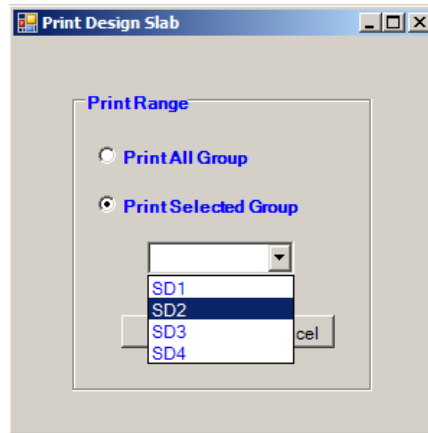 Print Design Slab
Print Range
Print All Group
Print Selected Group
SD1
SD2
SD3
SD4
cel